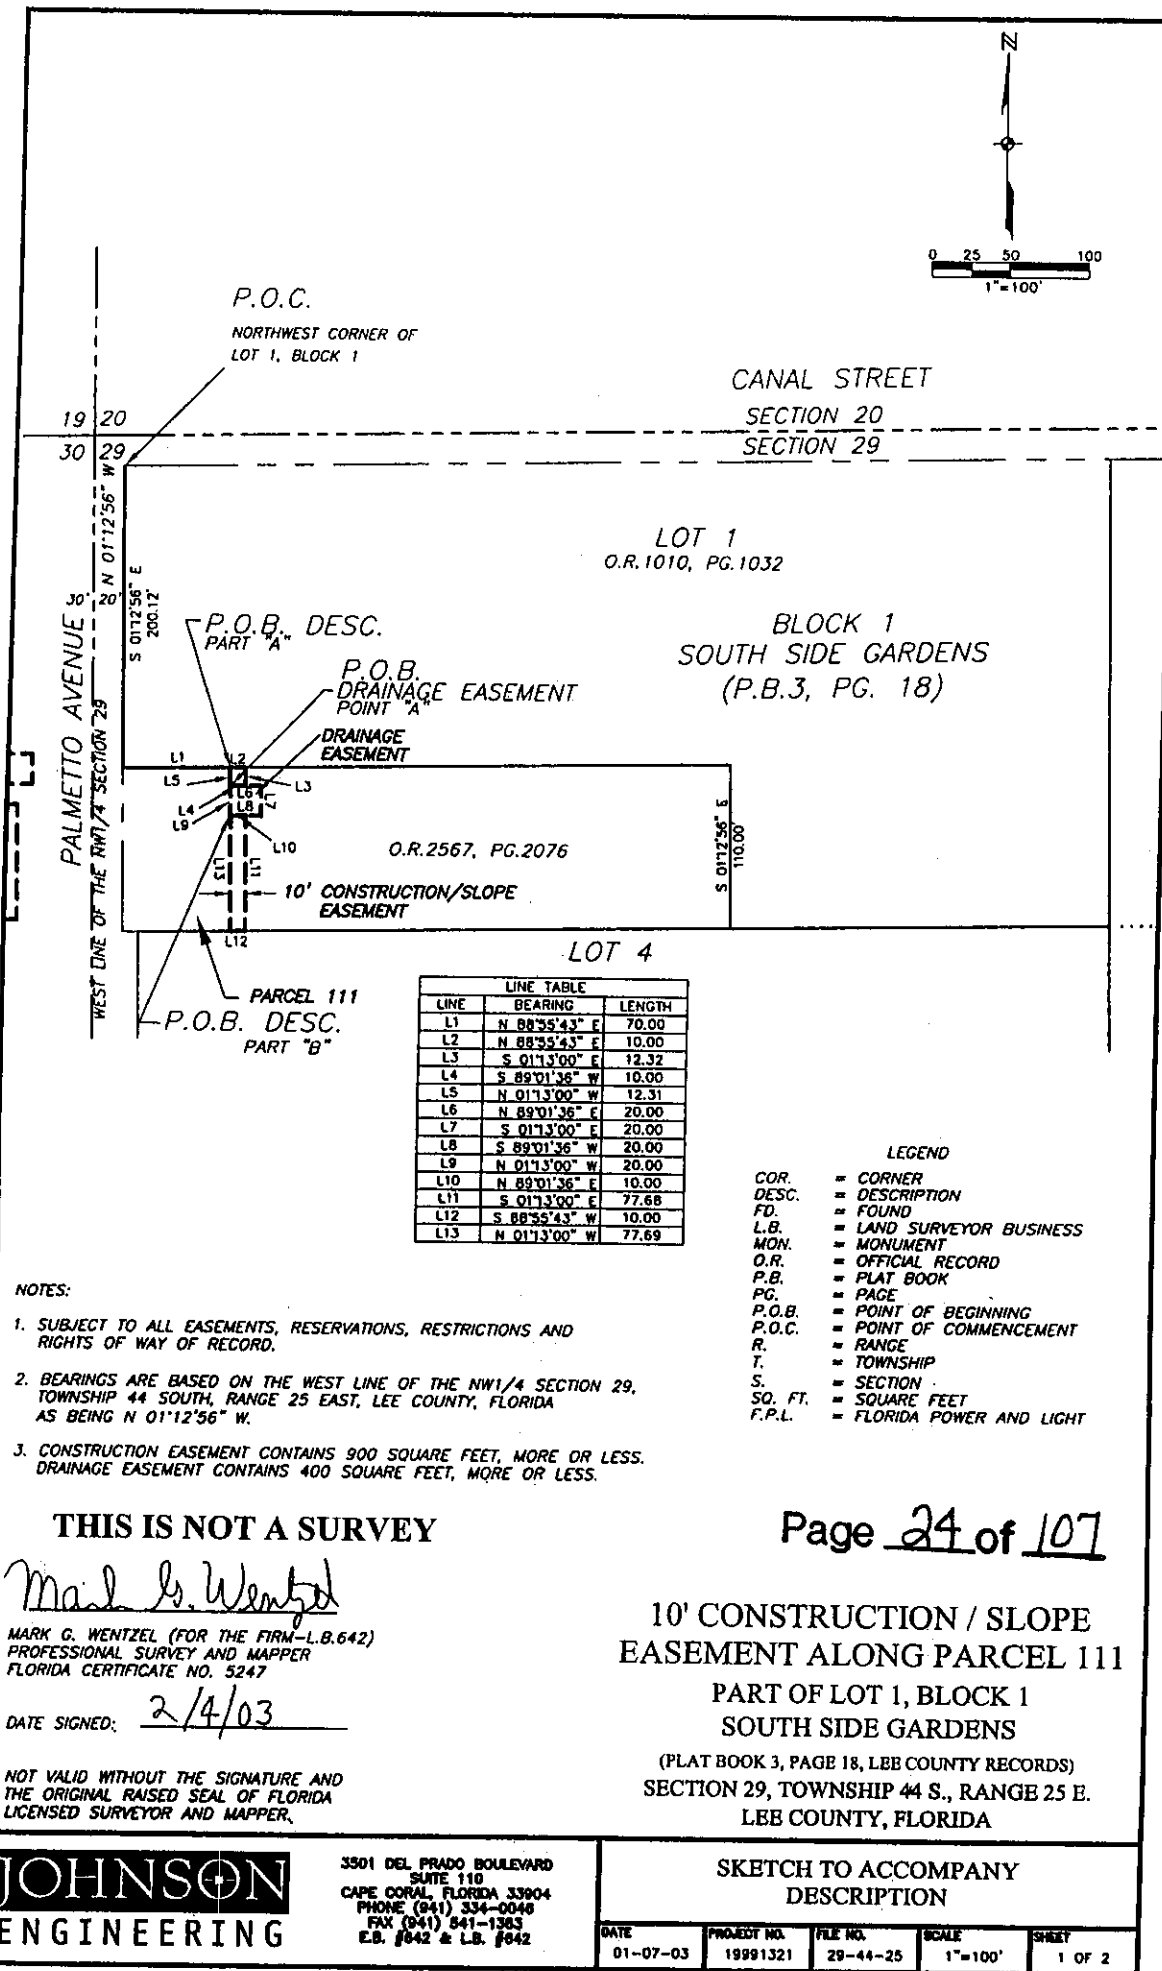 N
0 25 50 100
1"=100'
P.O.C.
NORTHWEST CORNER OF
LOT 1, BLOCK 1
CANAL STREET
SECTION 20
SECTION 29
19 20
30 29
N 01°12'56" W
S 01°12'56" E
200.12'
30' 20'
PALMETTO AVENUE
WEST LINE OF THE NW1/4 SECTION 29
LOT 1
O.R.1010, PG.1032
BLOCK 1
SOUTH SIDE GARDENS
(P.B.3, PG. 18)
P.O.B. DESC.
PART "A"
P.O.B.
DRAINAGE EASEMENT
POINT "A"
DRAINAGE
EASEMENT
L1
L2
L5
L3
L4
L6
L7
L8
L9
L10
L13
L11
L12
O.R.2567, PG.2076
S 01°12'56" E
110.00'
10' CONSTRUCTION/SLOPE
EASEMENT
LOT 4
PARCEL 111
P.O.B. DESC.
PART "B"
LINE TABLE
LINE BEARING LENGTH
L1 N 88°55'43" E 70.00
L2 N 88°55'43" E 10.00
L3 S 01°13'00" E 12.32
L4 S 89°01'36" W 10.00
L5 N 01°13'00" W 12.31
L6 N 89°01'36" E 20.00
L7 S 01°13'00" E 20.00
L8 S 89°01'36" W 20.00
L9 N 01°13'00" W 20.00
L10 N 89°01'36" E 10.00
L11 S 01°13'00" E 77.68
L12 S 88°55'43" W 10.00
L13 N 01°13'00" W 77.69
LEGEND
COR. = CORNER
DESC. = DESCRIPTION
FD. = FOUND
L.B. = LAND SURVEYOR BUSINESS
MON. = MONUMENT
O.R. = OFFICIAL RECORD
P.B. = PLAT BOOK
PG. = PAGE
P.O.B. = POINT OF BEGINNING
P.O.C. = POINT OF COMMENCEMENT
R. = RANGE
T. = TOWNSHIP
S. = SECTION
SQ. FT. = SQUARE FEET
F.P.L. = FLORIDA POWER AND LIGHT
NOTES:
1. SUBJECT TO ALL EASEMENTS, RESERVATIONS, RESTRICTIONS AND
RIGHTS OF WAY OF RECORD.
2. BEARINGS ARE BASED ON THE WEST LINE OF THE NW1/4 SECTION 29,
TOWNSHIP 44 SOUTH, RANGE 25 EAST, LEE COUNTY, FLORIDA
AS BEING N 01°12'56" W.
3. CONSTRUCTION EASEMENT CONTAINS 900 SQUARE FEET, MORE OR LESS.
DRAINAGE EASEMENT CONTAINS 400 SQUARE FEET, MORE OR LESS.
THIS IS NOT A SURVEY
Page 24 of 107
Mark G. Wentzel
MARK G. WENTZEL (FOR THE FIRM-L.B.642)
PROFESSIONAL SURVEY AND MAPPER
FLORIDA CERTIFICATE NO. 5247
DATE SIGNED: 2/4/03
NOT VALID WITHOUT THE SIGNATURE AND
THE ORIGINAL RAISED SEAL OF FLORIDA
LICENSED SURVEYOR AND MAPPER.
10' CONSTRUCTION / SLOPE
EASEMENT ALONG PARCEL 111
PART OF LOT 1, BLOCK 1
SOUTH SIDE GARDENS
(PLAT BOOK 3, PAGE 18, LEE COUNTY RECORDS)
SECTION 29, TOWNSHIP 44 S., RANGE 25 E.
LEE COUNTY, FLORIDA
JOHNSON
ENGINEERING
3501 DEL PRADO BOULEVARD
SUITE 110
CAPE CORAL, FLORIDA 33904
PHONE (941) 334-0046
FAX (941) 541-1383
E.B. #642 & L.B. #642
SKETCH TO ACCOMPANY
DESCRIPTION
DATE PROJECT NO. FILE NO. SCALE SHEET
01-07-03 19991321 29-44-25 1"=100' 1 OF 2